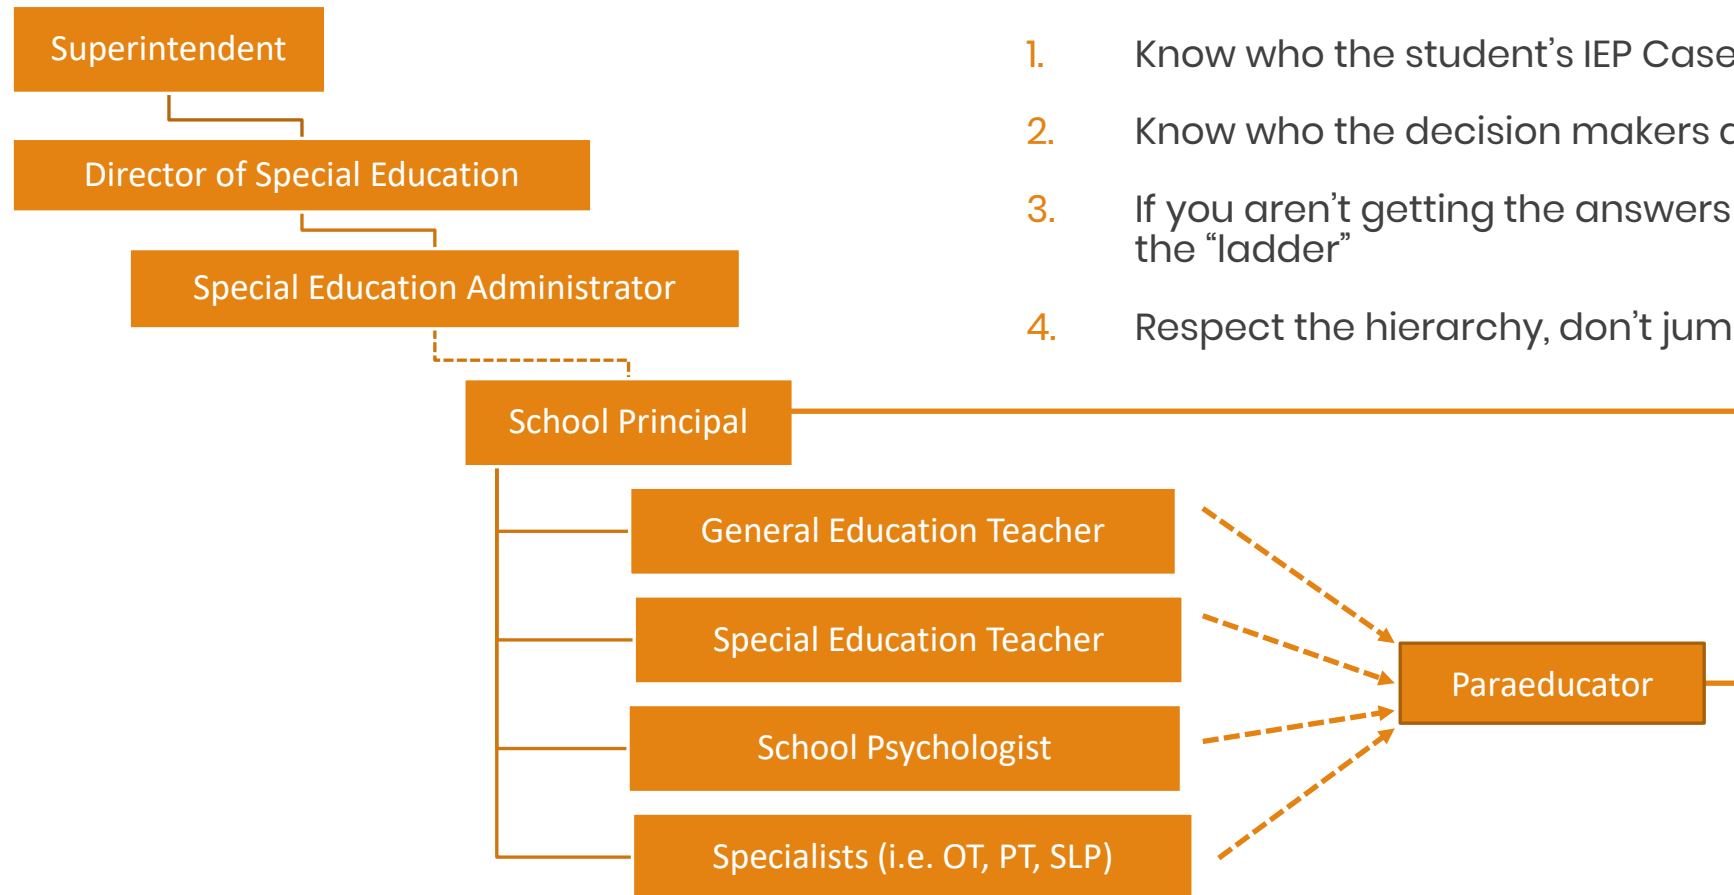 Superintendent
Director of Special Education
Special Education Administrator
School Principal
General Education Teacher
Special Education Teacher
School Psychologist
Specialists (i.e. OT, PT, SLP)
Paraeducator
1. Know who the student’s IEP Case
2. Know who the decision makers
3. If you aren’t getting the answers
the “ladder”
4. Respect the hierarchy, don’t